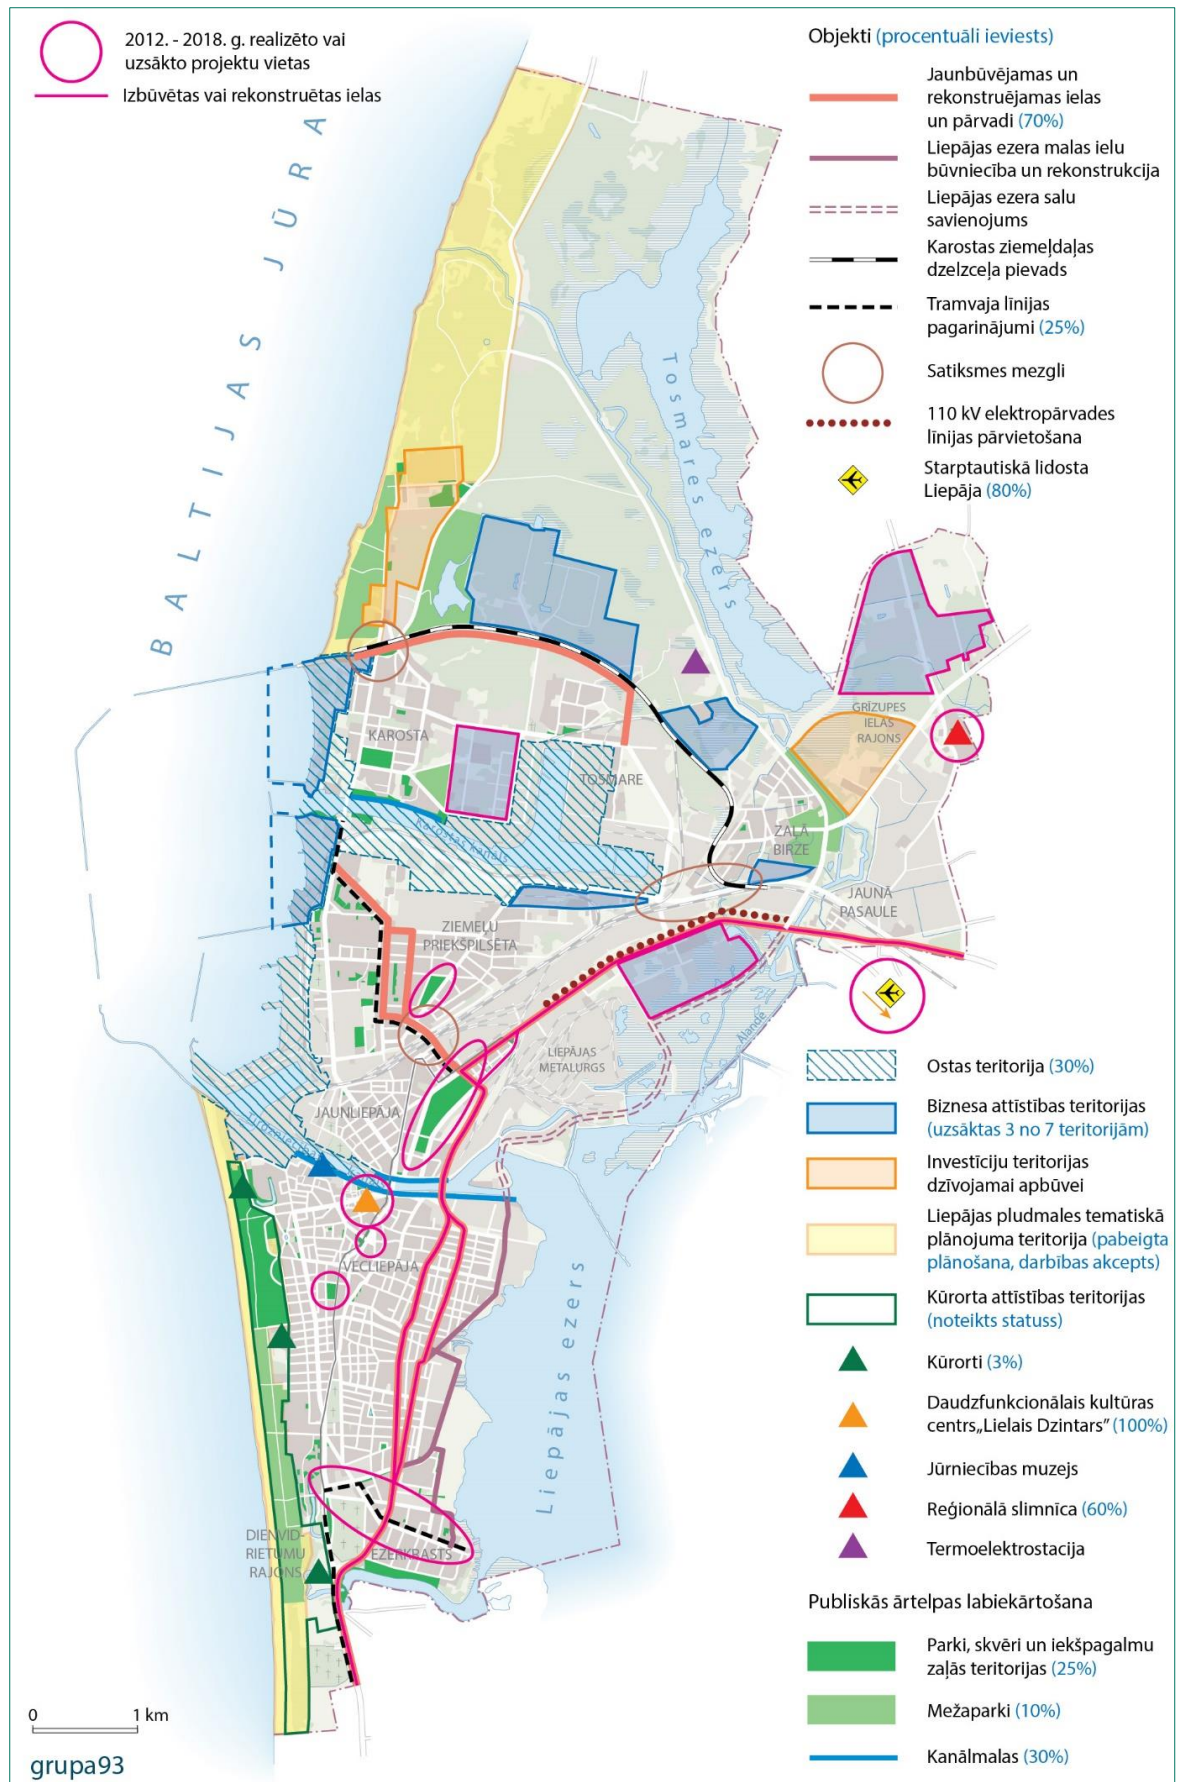 2012. - 2018. g. realizēto vai
uzsākto projektu vietas
Izbūvētas vai rekonstruētas ielas
BALTIJAS JŪRA
Tosmares ezers
KAROSTA
TOSMARE
Karostas kanāls
GRĪZUPES
IELAS
RAJONS
ZAĻĀ
BIRZE
JAUNĀ
PASAULE
ZIEMEĻU
PRIEKŠPILSĒTA
LIEPĀJAS
METALURGS
Ālande
JAUNLIEPĀJA
VECLIEPĀJA
Liepājas ezers
DIENVID-
RIETUMU
RAJONS
EZERKRASTS
0 1 km
grupa93
Objekti (procentuāli ieviests)
Jaunbūvējamas un
rekonstruējamas ielas
un pārvadi (70%)
Liepājas ezera malas ielu
būvniecība un rekonstrukcija
Liepājas ezera salu
savienojums
Karostas ziemeļdaļas
dzelzceļa pievads
Tramvaja līnijas
pagarinājumi (25%)
Satiksmes mezgli
110 kV elektropārvades
līnijas pārvietošana
Starptautiskā lidosta
Liepāja (80%)
Ostas teritorija (30%)
Biznesa attīstības teritorijas
(uzsāktas 3 no 7 teritorijām)
Investīciju teritorijas
dzīvojamai apbūvei
Liepājas pludmales tematiskā
plānojuma teritorija (pabeigta
plānošana, darbības akcepts)
Kūrorta attīstības teritorijas
(noteikts statuss)
Kūrorti (3%)
Daudzfunkcionālais kultūras
centrs„Lielais Dzintars” (100%)
Jūrniecības muzejs
Reģionālā slimnīca (60%)
Termoelektrostacija
Publiskās ārtelpas labiekārtošana
Parki, skvēri un iekšpagalmu
zaļās teritorijas (25%)
Mežaparki (10%)
Kanālmalas (30%)